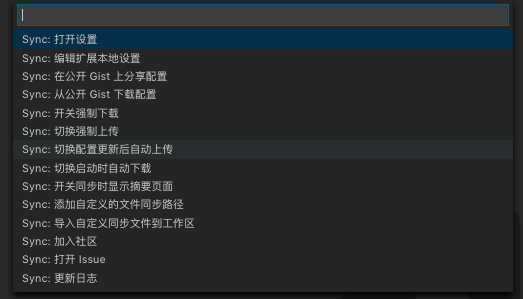 Sync: 打开设置
Sync: 编辑扩展本地设置
Sync: 在公开 Gist 上分享配置
Sync: 从公开 Gist 下载配置
Sync: 开关强制下载
Sync: 切换强制上传
Sync: 切换配置更新后自动上传
Sync: 切换启动时自动下载
Sync: 开关同步时显示摘要页面
Sync: 添加自定义的文件同步路径
Sync: 导入自定义同步文件到工作区
Sync: 加入社区
Sync: 打开 Issue
Sync: 更新日志